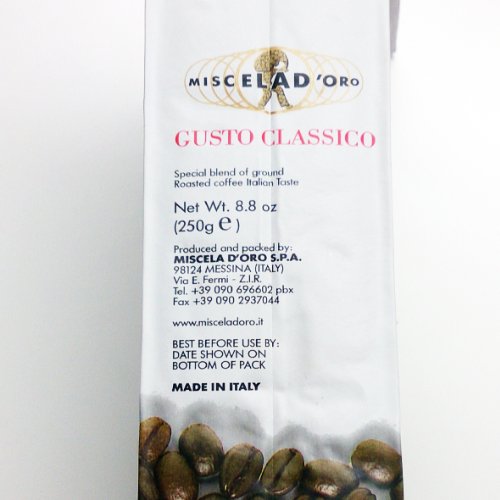 MISCELA D'ORO
GUSTO CLASSICO
Special blend of ground
Roasted coffee Italian Taste
Net Wt. 8.8 oz
(250g e)
Produced and packed by:
MISCELA D'ORO S.P.A.
98124 MESSINA (ITALY)
Via E. Fermi - Z.I.R.
Tel. +39 090 696602 pbx
Fax +39 090 2937044
www.misceladoro.it
BEST BEFORE USE BY:
DATE SHOWN ON
BOTTOM OF PACK
MADE IN ITALY